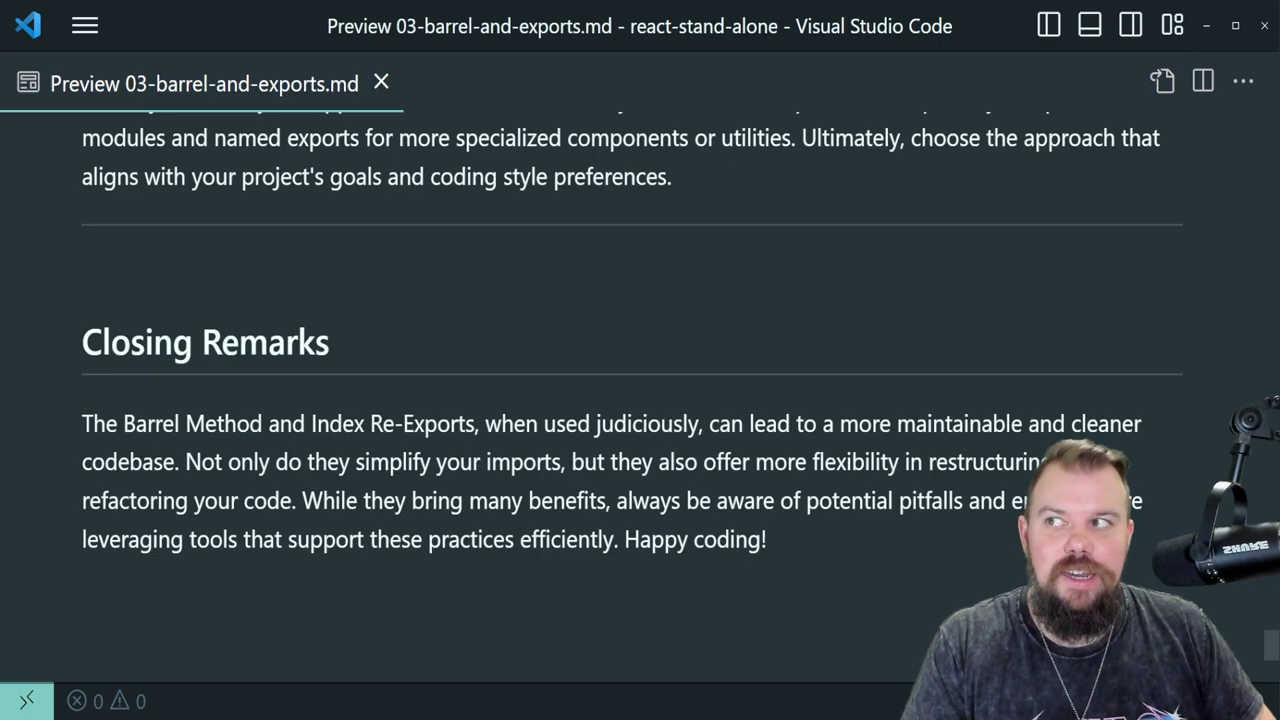 Preview 03-barrel-and-exports.md - react-stand-alone - Visual Studio Code
Preview 03-barrel-and-exports.md
modules and named exports for more specialized components or utilities. Ultimately, choose the approach that
aligns with your project's goals and coding style preferences.
Closing Remarks
The Barrel Method and Index Re-Exports, when used judiciously, can lead to a more maintainable and cleaner
codebase. Not only do they simplify your imports, but they also offer more flexibility in
refactoring your code. While they bring many benefits, always be aware of potential pitfalls and
leveraging tools that support these practices efficiently. Happy coding!
0 0
SHURE